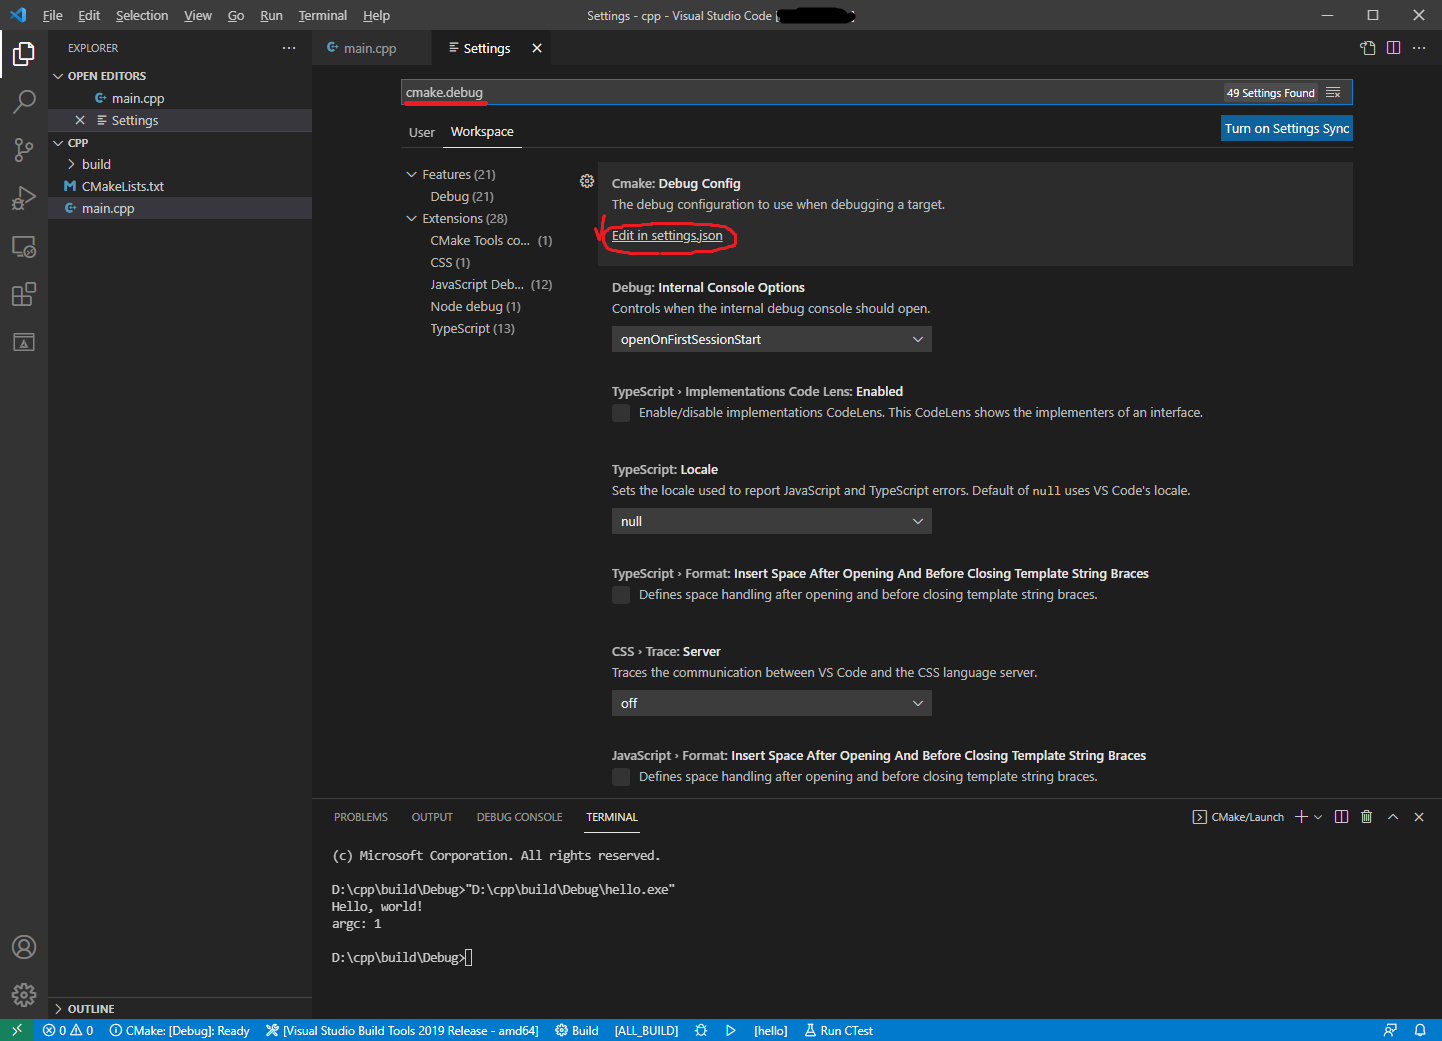 File Edit Selection View Go Run Terminal Help
Settings - cpp - Visual Studio Code [ ]
EXPLORER
OPEN EDITORS
main.cpp
Settings
CPP
build
CMakeLists.txt
main.cpp
OUTLINE
main.cpp
Settings
cmake.debug
49 Settings Found
User
Workspace
Turn on Settings Sync
Features (21)
Debug (21)
Extensions (28)
CMake Tools co... (1)
CSS (1)
JavaScript Deb... (12)
Node debug (1)
TypeScript (13)
Cmake: Debug Config
The debug configuration to use when debugging a target.
Edit in settings.json
Debug: Internal Console Options
Controls when the internal debug console should open.
openOnFirstSessionStart
TypeScript › Implementations Code Lens: Enabled
Enable/disable implementations CodeLens. This CodeLens shows the implementers of an interface.
TypeScript: Locale
Sets the locale used to report JavaScript and TypeScript errors. Default of null uses VS Code's locale.
null
TypeScript › Format: Insert Space After Opening And Before Closing Template String Braces
Defines space handling after opening and before closing template string braces.
CSS › Trace: Server
Traces the communication between VS Code and the CSS language server.
off
JavaScript › Format: Insert Space After Opening And Before Closing Template String Braces
Defines space handling after opening and before closing template string braces.
PROBLEMS OUTPUT DEBUG CONSOLE TERMINAL
CMake/Launch
(c) Microsoft Corporation. All rights reserved.
D:\cpp\build\Debug>"D:\cpp\build\Debug\hello.exe"
Hello, world!
argc: 1
D:\cpp\build\Debug>
0 0 CMake: [Debug]: Ready [Visual Studio Build Tools 2019 Release - amd64] Build [ALL_BUILD] [hello] Run CTest